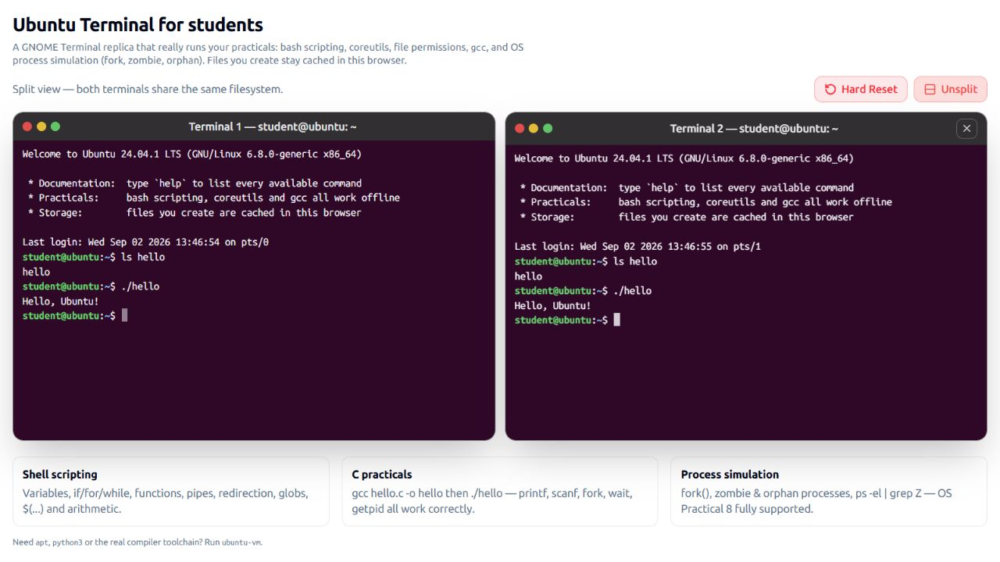 Ubuntu Terminal for students
A GNOME Terminal replica that really runs your practicals: bash scripting, coreutils, file permissions, gcc, and OS
process simulation (fork, zombie, orphan). Files you create stay cached in this browser.
Split view — both terminals share the same filesystem.
Hard Reset
Unsplit
Terminal 1 — student@ubuntu: ~
Welcome to Ubuntu 24.04.1 LTS (GNU/Linux 6.8.0-generic x86_64)
* Documentation:  type `help` to list every available command
* Practicals:     bash scripting, coreutils and gcc all work offline
* Storage:        files you create are cached in this browser
Last login: Wed Sep 02 2026 13:46:54 on pts/0
student@ubuntu:~$ ls hello
hello
student@ubuntu:~$ ./hello
Hello, Ubuntu!
student@ubuntu:~$
Terminal 2 — student@ubuntu: ~
Welcome to Ubuntu 24.04.1 LTS (GNU/Linux 6.8.0-generic x86_64)
* Documentation:  type `help` to list every available command
* Practicals:     bash scripting, coreutils and gcc all work offline
* Storage:        files you create are cached in this browser
Last login: Wed Sep 02 2026 13:46:55 on pts/1
student@ubuntu:~$ ls hello
hello
student@ubuntu:~$ ./hello
Hello, Ubuntu!
student@ubuntu:~$
Shell scripting
Variables, if/for/while, functions, pipes, redirection, globs,
$(...) and arithmetic.
C practicals
gcc hello.c -o hello then ./hello — printf, scanf, fork, wait,
getpid all work correctly.
Process simulation
fork(), zombie & orphan processes, ps -el | grep Z — OS
Practical 8 fully supported.
Need apt, python3 or the real compiler toolchain? Run ubuntu-vm.